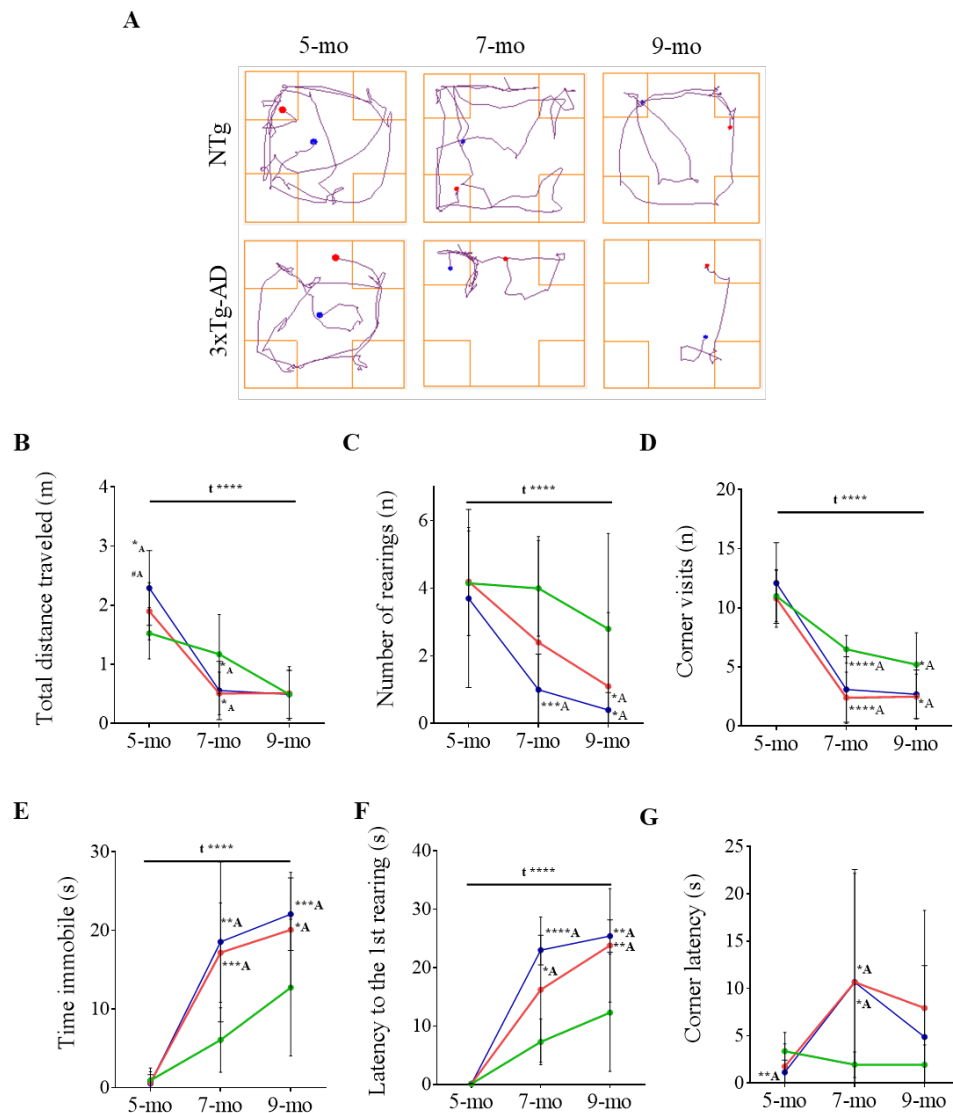 A
5-mo 7-mo 9-mo
NTg
3xTg-AD
B
Total distance traveled (m)
t ****
4
3
2
1
0
*A
#A
*A
*A
5-mo 7-mo 9-mo
C
Number of rearings (n)
t ****
6
4
2
0
***A
*A
*A
5-mo 7-mo 9-mo
D
Corner visits (n)
t ****
20
15
10
5
0
****A
****A
*A
*A
5-mo 7-mo 9-mo
E
Time immobile (s)
t ****
30
20
10
0
**A
***A
***A
*A
5-mo 7-mo 9-mo
F
Latency to the 1st rearing (s)
t ****
40
30
20
10
0
****A
*A
**A
**A
5-mo 7-mo 9-mo
G
Corner latency (s)
25
20
15
10
5
0
**A
*A
*A
5-mo 7-mo 9-mo